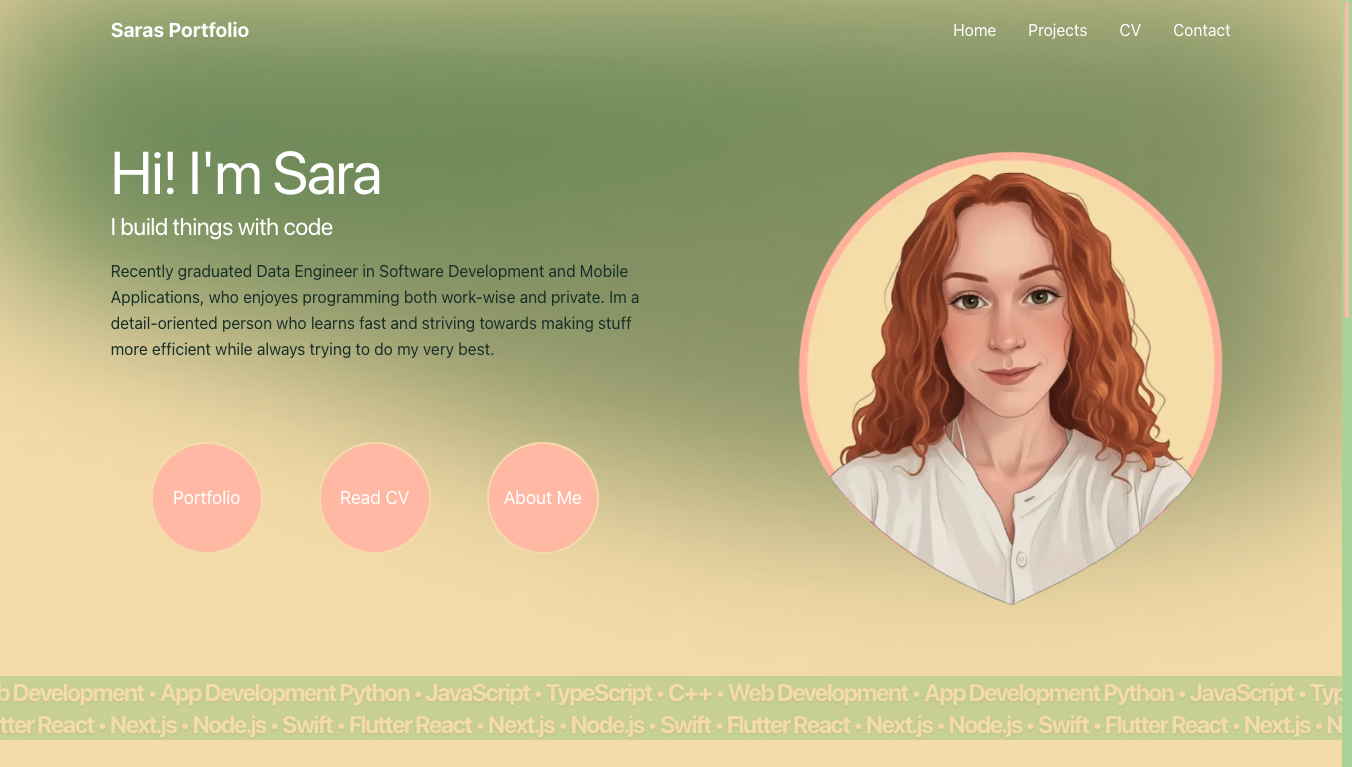 Saras Portfolio
Home Projects CV Contact
Hi! I'm Sara
I build things with code
Recently graduated Data Engineer in Software Development and Mobile
Applications, who enjoyes programming both work-wise and private. Im a
detail-oriented person who learns fast and striving towards making stuff
more efficient while always trying to do my very best.
Portfolio
Read CV
About Me
b Development • App Development Python • JavaScript • TypeScript • C++ • Web Development • App Development Python • JavaScript • Typ
tter React • Next.js • Node.js • Swift • Flutter React • Next.js • Node.js • Swift • Flutter React • Next.js • Node.js • Swift • Flutter React • Next.js • N